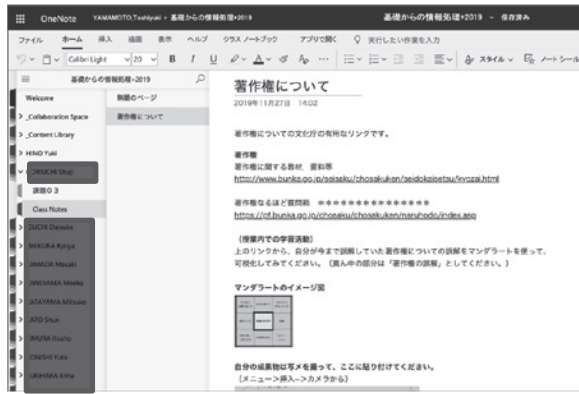 OneNote
YAMAMOTO,Toshiyuki › 基礎からの情報処理+2019
基礎からの情報処理+2019 - 保存済み
ファイル ホーム 挿入 描画 表示 ヘルプ クラス ノートブック アプリで開く 実行したい作業を入力
Calibri Light 20 B I U A スタイル ノートシール
基礎からの情報処理-2019
Welcome
_Collaboration Space
_Content Library
HINO Yuki
課題０３
Class Notes
無題のページ
著作権について
著作権について
2019年11月27日 14:02
著作権についての文化庁の有用なリンクです。
著作権
著作権に関する教材，資料等
http://www.bunka.go.jp/seisaku/chosakuken/seidokaisetsu/kyozai.html
著作権なるほど質問箱 ＊＊＊＊＊＊＊＊＊＊＊＊＊＊＊
https://pf.bunka.go.jp/chosaku/chosakuken/naruhodo/index.asp
（授業内での学習活動）
上のリンクから、自分が今まで誤解していた著作権についての誤解をマンダラートを使って、
可視化してみてください。（真ん中の部分は「著作権の誤解」としてください。）
マンダラートのイメージ図
自分の成果物は写メを撮って、ここに貼り付けてください。
（メニュー＞挿入ー＞カメラから）